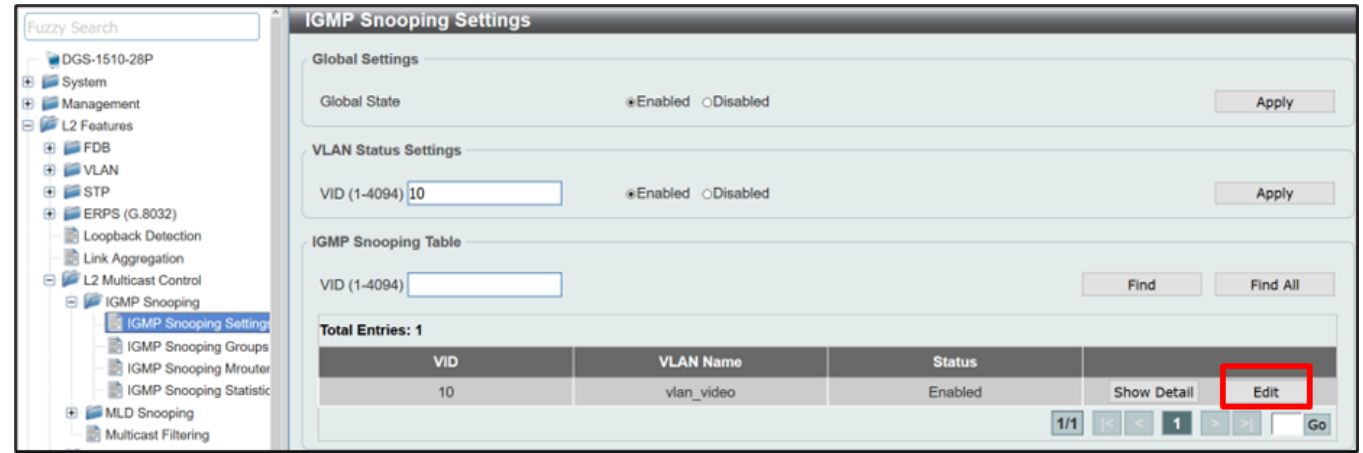 Fuzzy Search
DGS-1510-28P
System
Management
L2 Features
FDB
VLAN
STP
ERPS (G.8032)
Loopback Detection
Link Aggregation
L2 Multicast Control
IGMP Snooping
IGMP Snooping Settings
IGMP Snooping Groups
IGMP Snooping Mrouter
IGMP Snooping Statistic
MLD Snooping
Multicast Filtering
IGMP Snooping Settings
Global Settings
Global State Enabled Disabled Apply
VLAN Status Settings
VID (1-4094) 10 Enabled Disabled Apply
IGMP Snooping Table
VID (1-4094) Find Find All
Total Entries: 1
VID VLAN Name Status
10 vlan_video Enabled Show Detail Edit
1/1 |< < 1 > >| Go